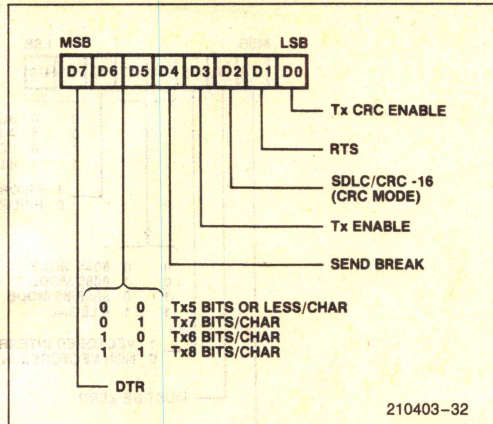 MSB LSB
D7 D6 D5 D4 D3 D2 D1 D0
Tx CRC ENABLE
RTS
SDLC/CRC -16
(CRC MODE)
Tx ENABLE
SEND BREAK
0 0 Tx5 BITS OR LESS/CHAR
0 1 Tx7 BITS/CHAR
1 0 Tx6 BITS/CHAR
1 1 Tx8 BITS/CHAR
DTR
210403-32